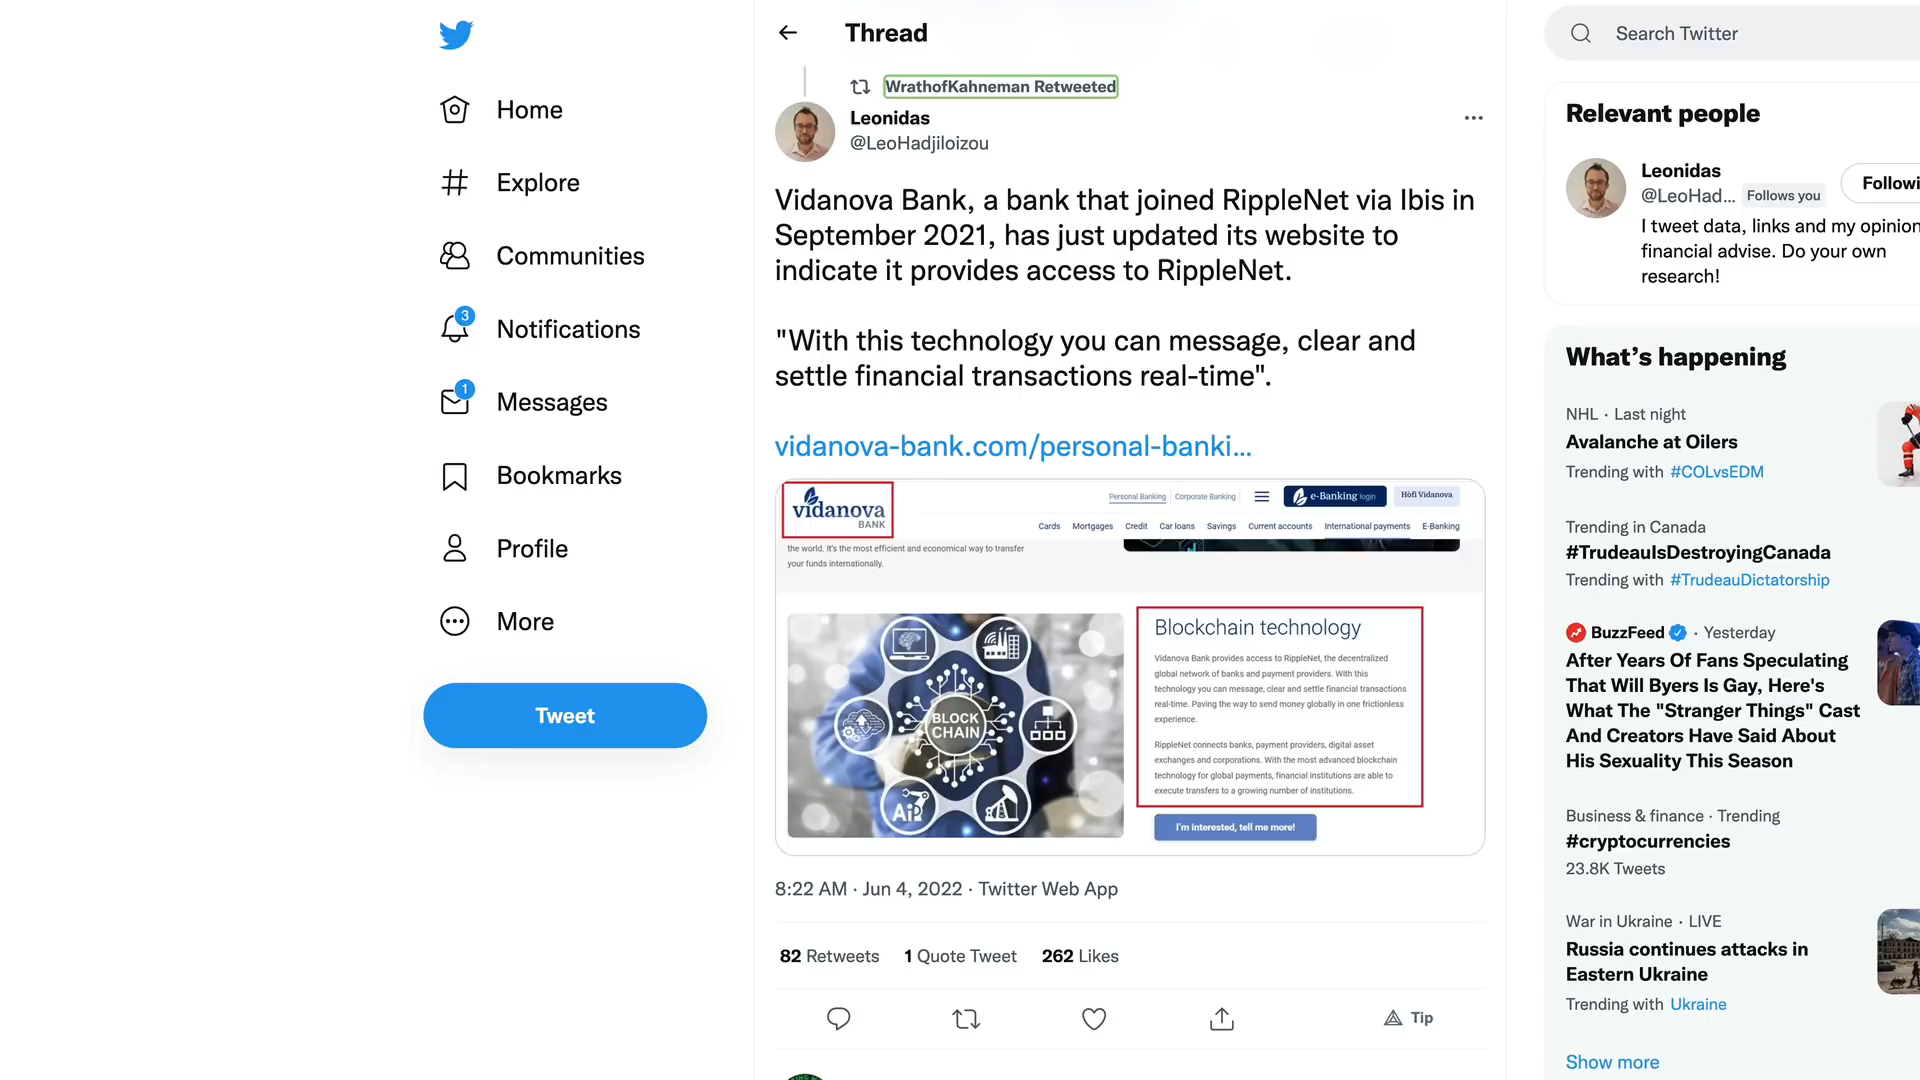 Thread
WrathofKahneman Retweeted
Leonidas
@LeoHadjiloizou
Vidanova Bank, a bank that joined RippleNet via Ibis in
September 2021, has just updated its website to
indicate it provides access to RippleNet.
"With this technology you can message, clear and
settle financial transactions real-time".
vidanova-bank.com/personal-banki...
vidanova
BANK
Personal Banking
Corporate Banking
e-Banking login
Hòfi Vidanova
Cards Mortgages Credit Car loans Savings Current accounts International payments E-Banking
the world. It's the most efficient and economical way to transfer
your funds internationally.
BLOCK
CHAIN
Ai
Blockchain technology
Vidanova Bank provides access to RippleNet, the decentralized
global network of banks and payment providers. With this
technology you can message, clear and settle financial transactions
real-time. Paving the way to send money globally in one frictionless
experience.
RippleNet connects banks, payment providers, digital asset
exchanges and corporations. With the most advanced blockchain
technology for global payments, financial institutions are able to
execute transfers to a growing number of institutions.
I'm interested, tell me more!
8:22 AM · Jun 4, 2022 · Twitter Web App
82 Retweets 1 Quote Tweet 262 Likes
Tip
Home
Explore
Communities
3
Notifications
1
Messages
Bookmarks
Profile
More
Tweet
Search Twitter
Relevant people
Leonidas
@LeoHad... Follows you
Followi
I tweet data, links and my opinion
financial advise. Do your own
research!
What's happening
NHL · Last night
Avalanche at Oilers
Trending with #COLvsEDM
Trending in Canada
#TrudeauIsDestroyingCanada
Trending with #TrudeauDictatorship
BuzzFeed · Yesterday
After Years Of Fans Speculating
That Will Byers Is Gay, Here's
What The "Stranger Things" Cast
And Creators Have Said About
His Sexuality This Season
Business & finance · Trending
#cryptocurrencies
23.8K Tweets
War in Ukraine · LIVE
Russia continues attacks in
Eastern Ukraine
Trending with Ukraine
Show more